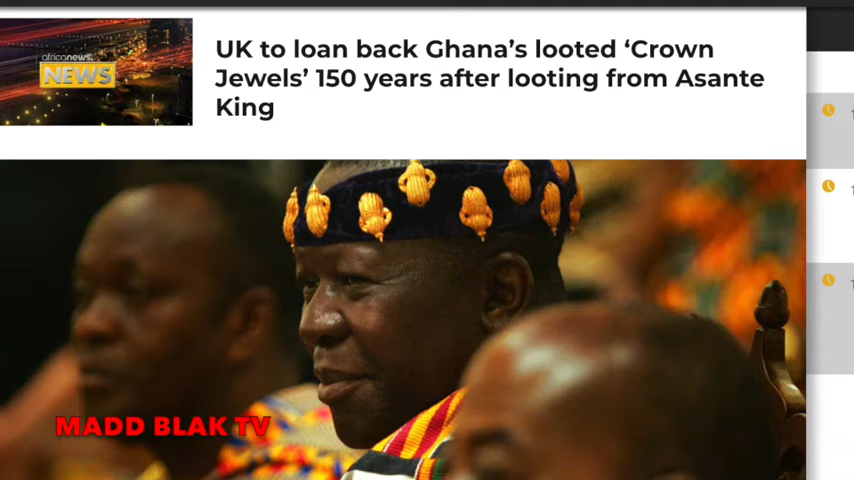 africanews.
NEWS
UK to loan back Ghana’s looted ‘Crown
Jewels’ 150 years after looting from Asante
King
MADD BLAK TV